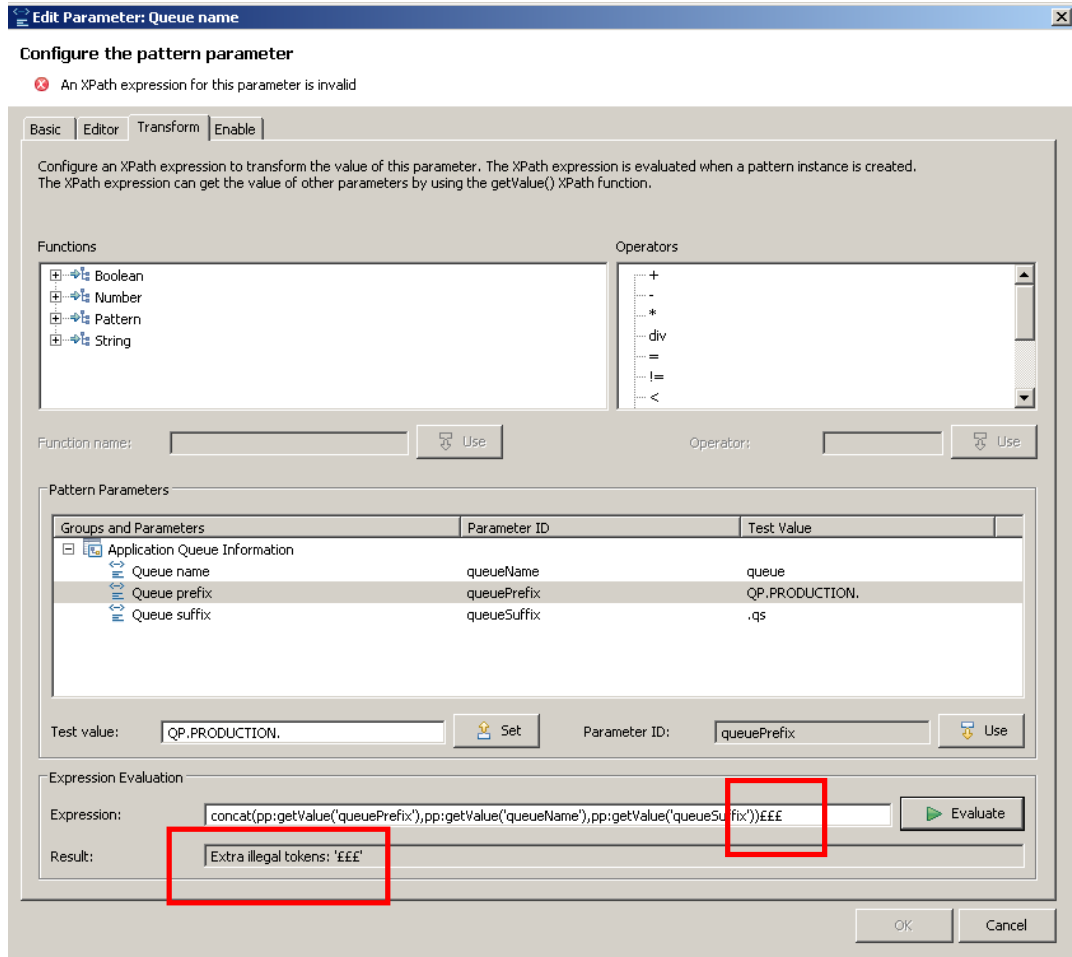 Edit Parameter: Queue name
Configure the pattern parameter
An XPath expression for this parameter is invalid
Basic Editor Transform Enable
Configure an XPath expression to transform the value of this parameter. The XPath expression is evaluated when a pattern instance is created.
The XPath expression can get the value of other parameters by using the getValue() XPath function.
Functions Operators
Boolean +
Number -
Pattern *
String div
=
!=
<
Function name: Use Operator: Use
Pattern Parameters
Groups and Parameters Parameter ID Test Value
Application Queue Information
Queue name queueName queue
Queue prefix queuePrefix QP.PRODUCTION.
Queue suffix queueSuffix .qs
Test value: QP.PRODUCTION. Set Parameter ID: queuePrefix Use
Expression Evaluation
Expression: concat(pp:getValue('queuePrefix'),pp:getValue('queueName'),pp:getValue('queueSuffix'))£££ Evaluate
Result: Extra illegal tokens: '£££'
OK Cancel